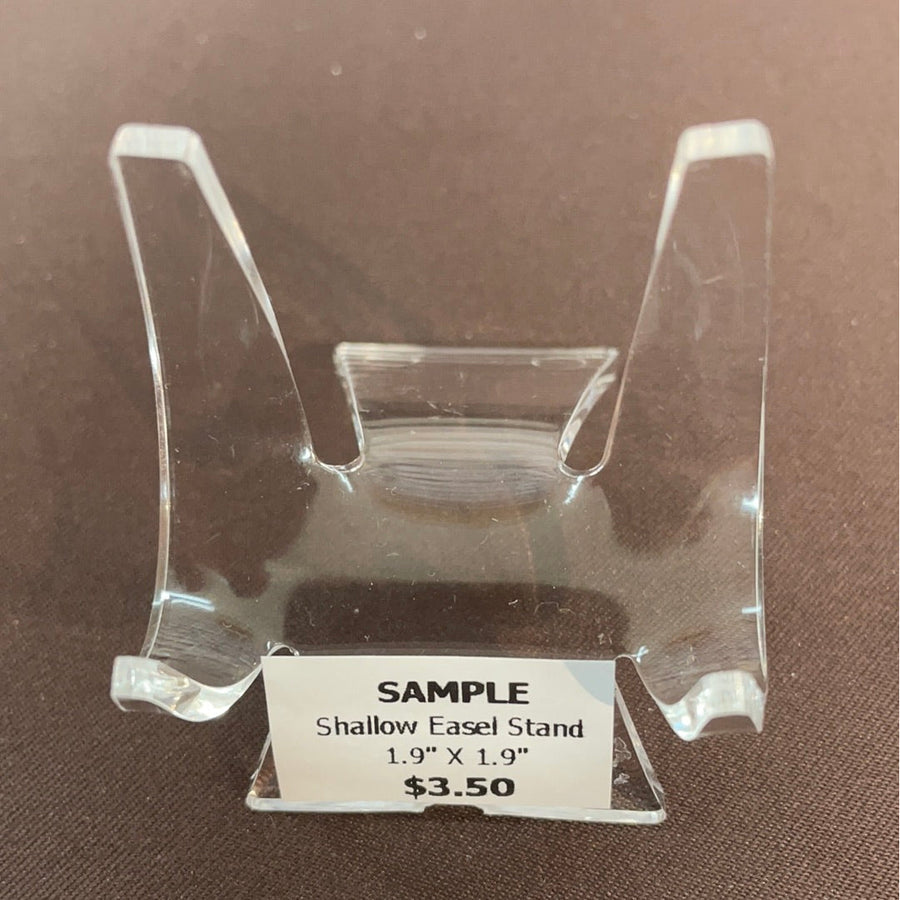 SAMPLE
Shallow Easel Stand
1.9" X 1.9"
$3.50